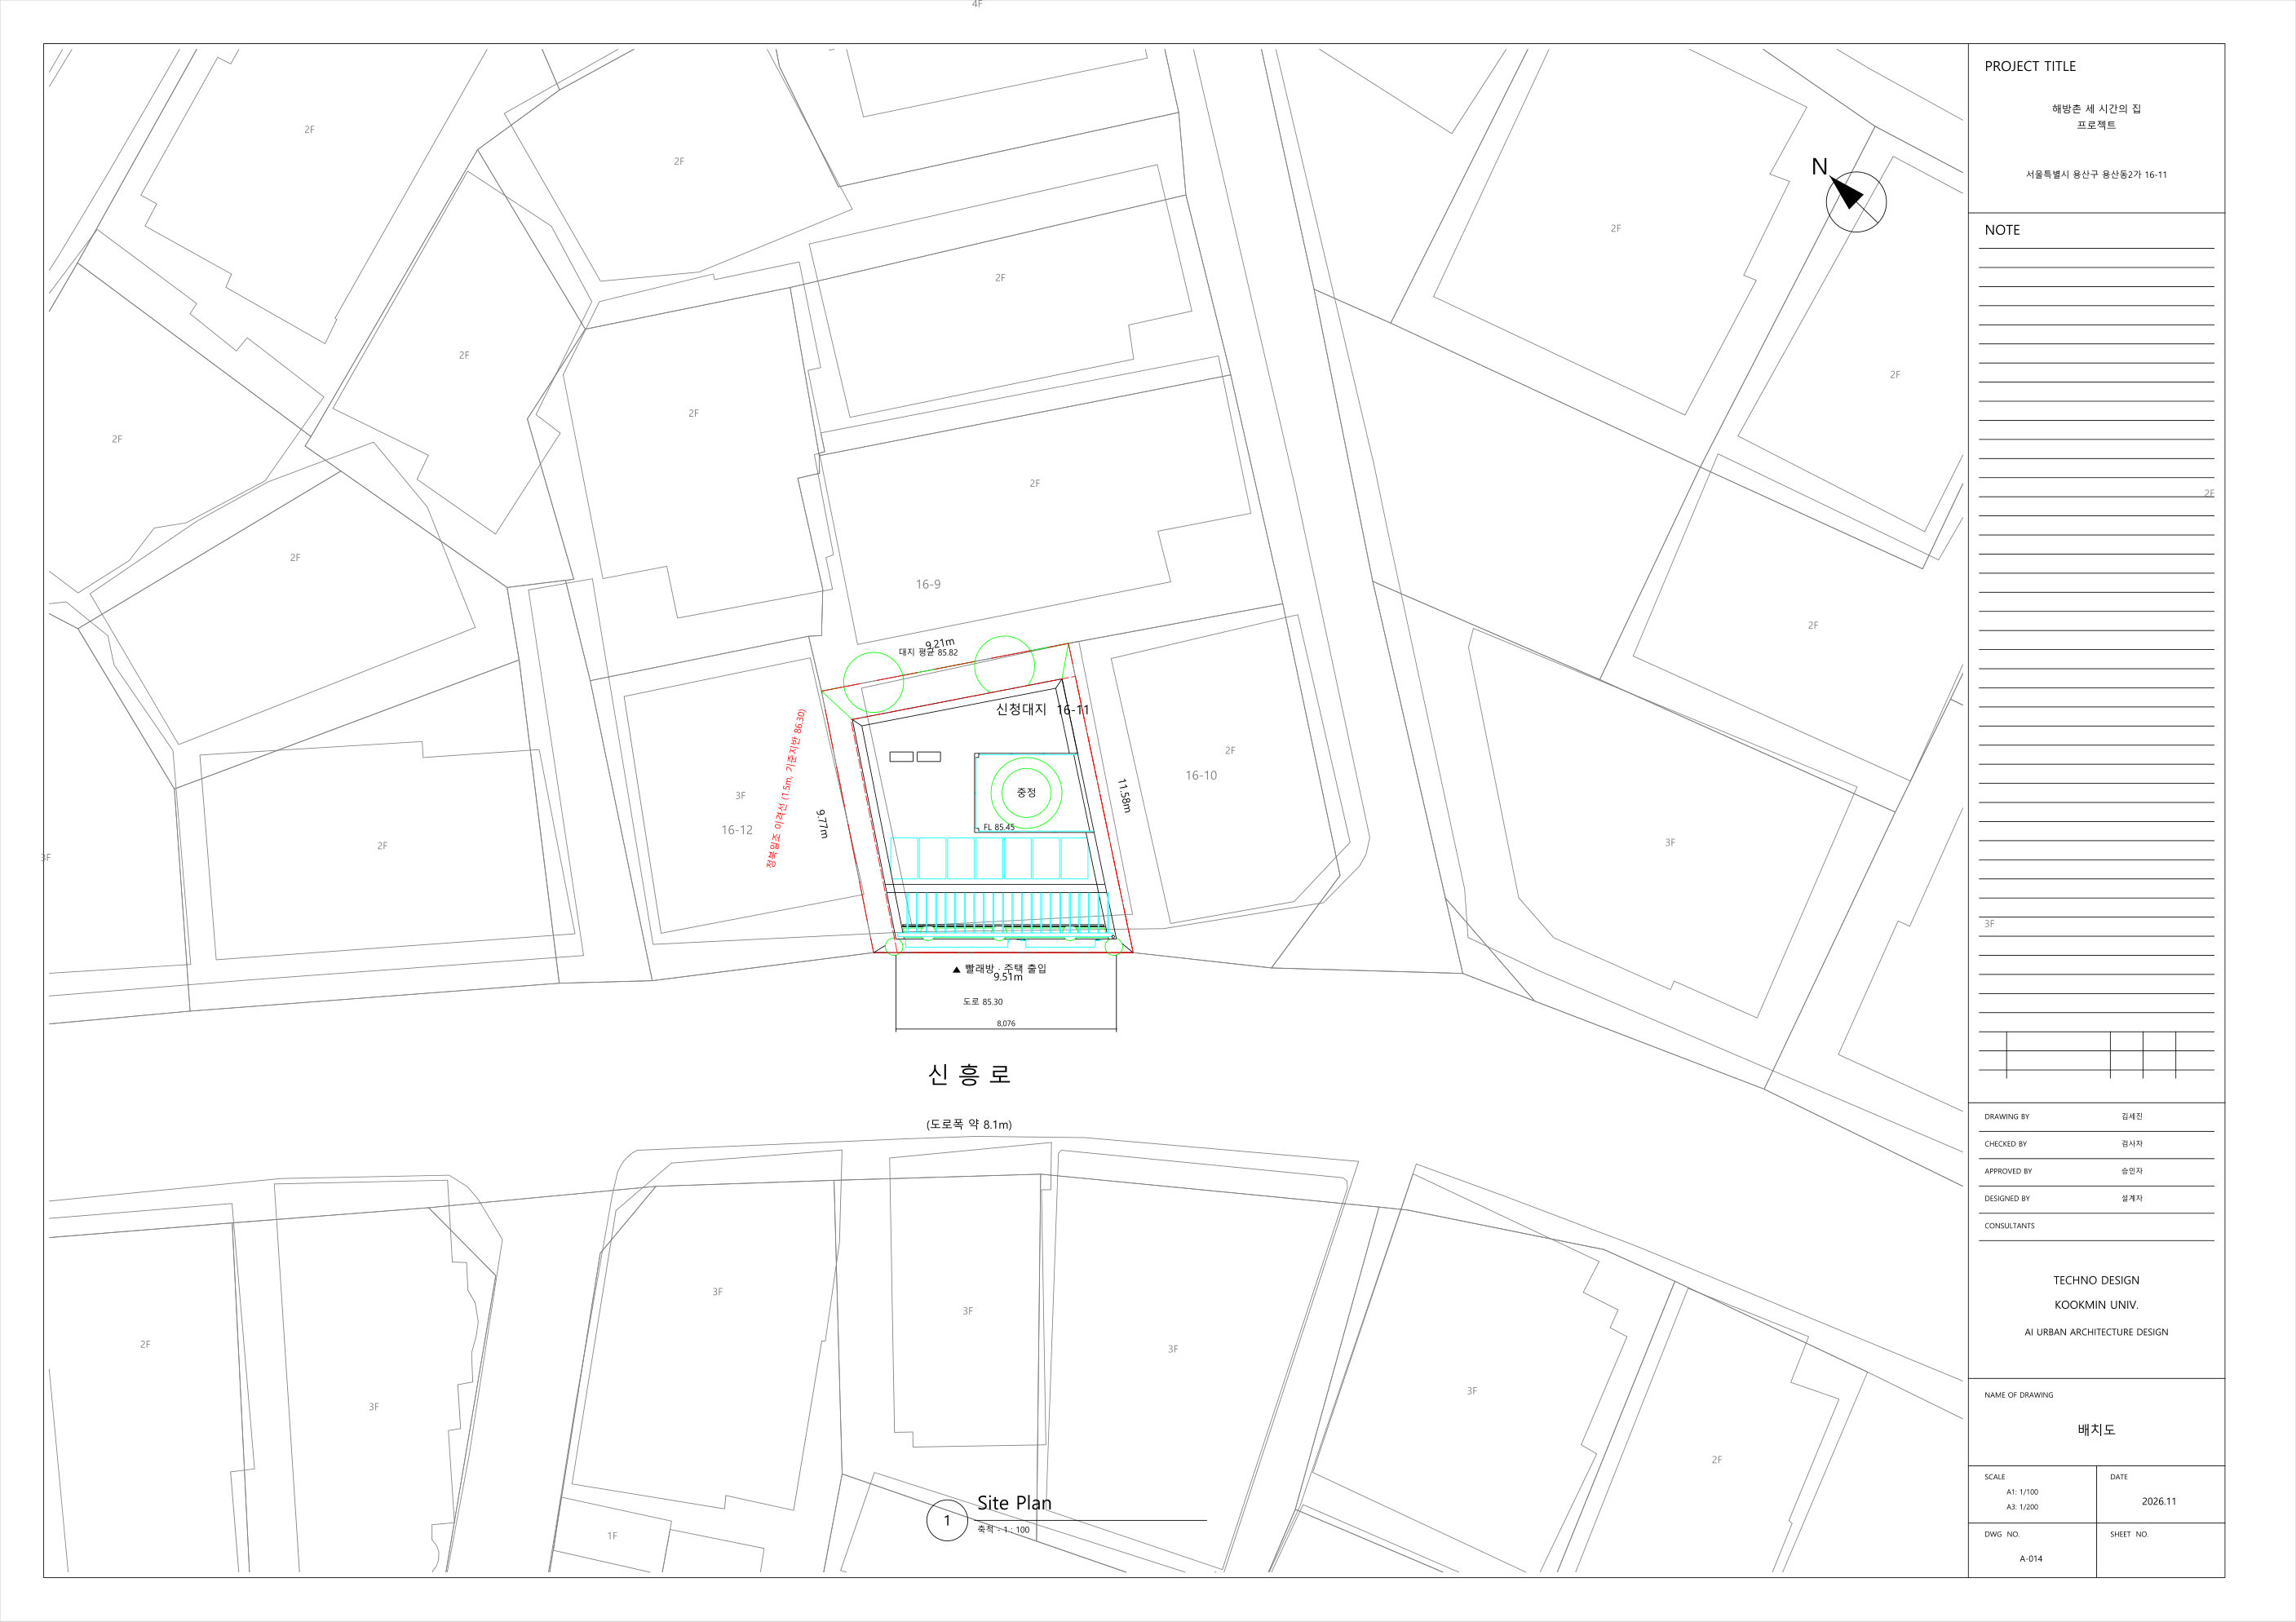 4F
PROJECT TITLE
해방촌 세 시간의 집
프로젝트
서울특별시 용산구 용산동2가 16-11
NOTE
N
2F
2F
2F
2F
2F
2F
2F
2F
2F
2F
2F
2F
2F
16-9
9.21m
대지 평균 85.82
신청대지 16-11
정북일조 이격선 (1.5m, 기준지반 86.30)
3F
16-12
9.77m
중정
FL 85.45
11.58m
2F
16-10
3F
2F
3F
3F
▲ 빨래방 · 주택 출입
9.51m
도로 85.30
8,076
신 흥 로
(도로폭 약 8.1m)
3F
3F
2F
3F
3F
3F
2F
1F
1
Site Plan
축척 - 1 : 100
DRAWING BY 김세진
CHECKED BY 검사자
APPROVED BY 승인자
DESIGNED BY 설계자
CONSULTANTS
TECHNO DESIGN
KOOKMIN UNIV.
AI URBAN ARCHITECTURE DESIGN
NAME OF DRAWING
배치도
SCALE
A1: 1/100
A3: 1/200
DATE
2026.11
DWG NO.
A-014
SHEET NO.